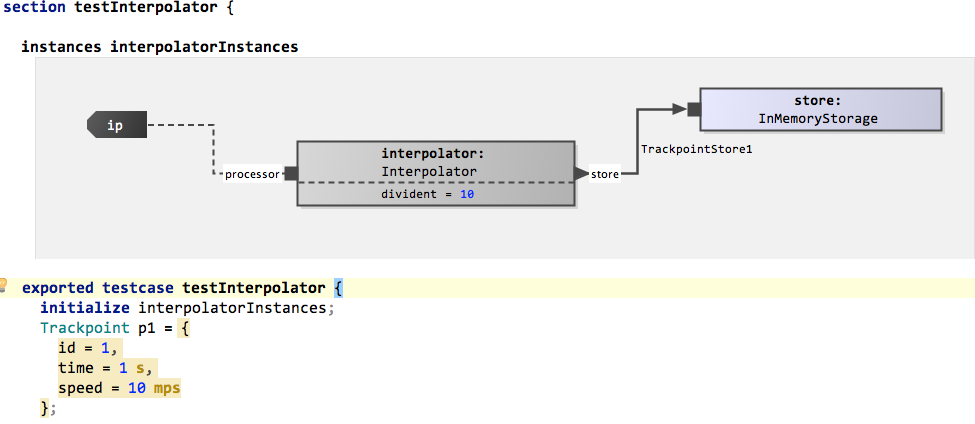 section testInterpolator {
instances interpolatorInstances
ip
processor
interpolator:
Interpolator
divident = 10
store
TrackpointStore1
store:
InMemoryStorage
exported testcase testInterpolator {
initialize interpolatorInstances;
Trackpoint p1 = {
id = 1,
time = 1 s,
speed = 10 mps
};